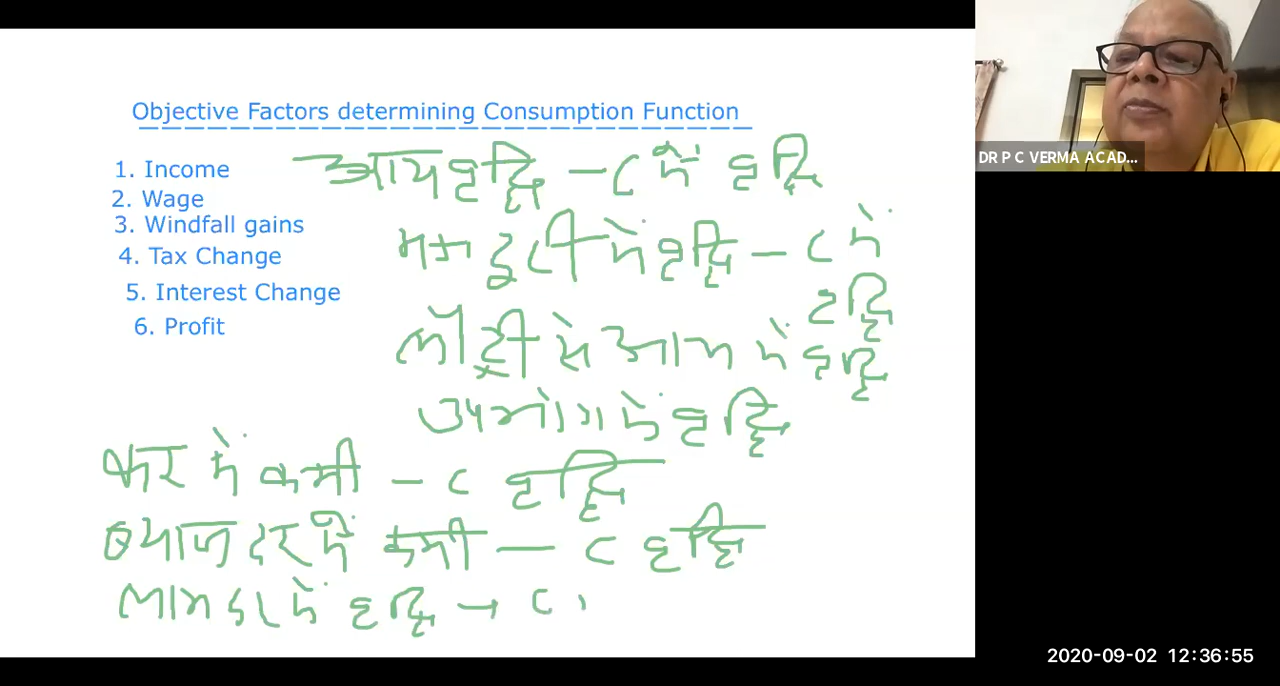 Objective Factors determining Consumption Function
1. Income
2. Wage
3. Windfall gains
4. Tax Change
5. Interest Change
6. Profit
आय वृद्धि - C में वृद्धि
मजदूरी में वृद्धि - C में
वृद्धि
लॉट्री से आय में वृद्धि
उपभोग में वृद्धि
कर में कमी - C वृद्धि
ब्याज दर में कमी - C वृद्धि
लाभ में वृद्धि → C
DR P C VERMA ACAD...
2020-09-02 12:36:55